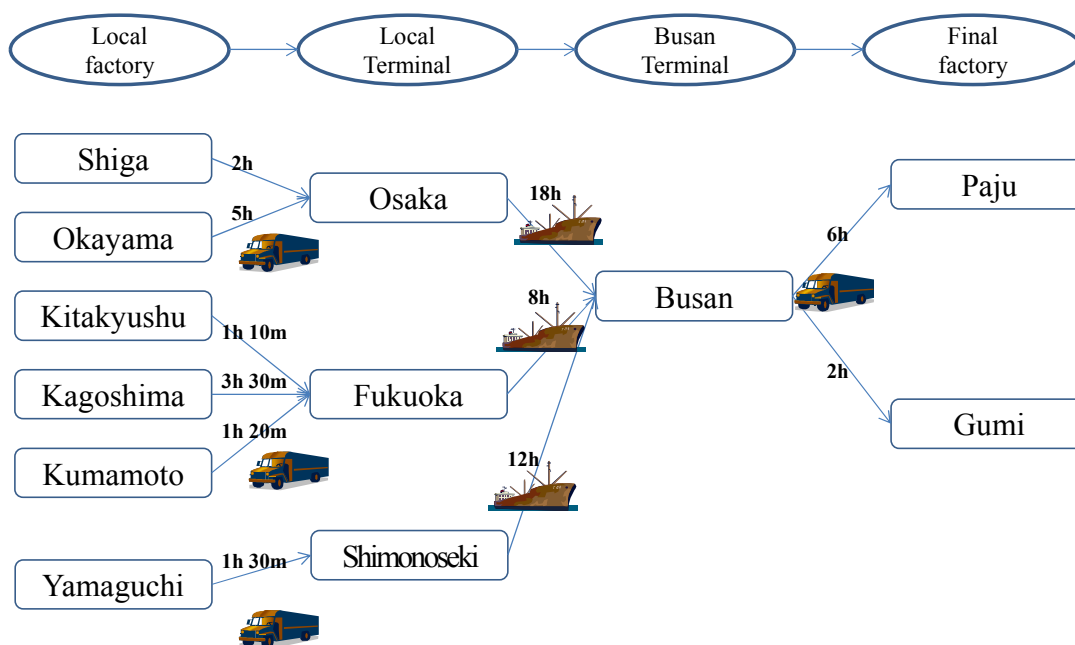 Local
factory
Local
Terminal
Busan
Terminal
Final
factory
Shiga
2h
Osaka
18h
Paju
Okayama
5h
6h
Kitakyushu
1h 10m
8h
Busan
Kagoshima
3h 30m
Fukuoka
2h
Gumi
Kumamoto
1h 20m
12h
Yamaguchi
1h 30m
Shimonoseki